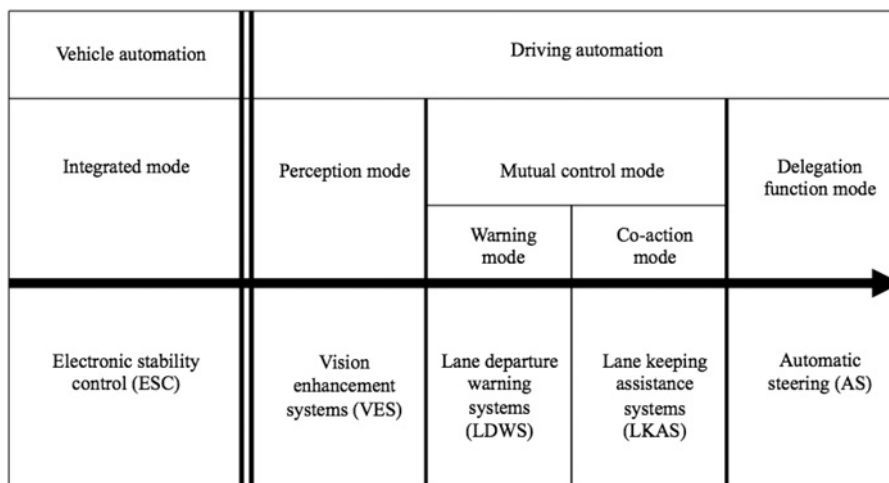 Vehicle automation
Driving automation
Integrated mode
Perception mode
Mutual control mode
Delegation
function mode
Warning
mode
Co-action
mode
Electronic stability
control (ESC)
Vision
enhancement
systems (VES)
Lane departure
warning
systems
(LDWS)
Lane keeping
assistance
systems
(LKAS)
Automatic
steering (AS)